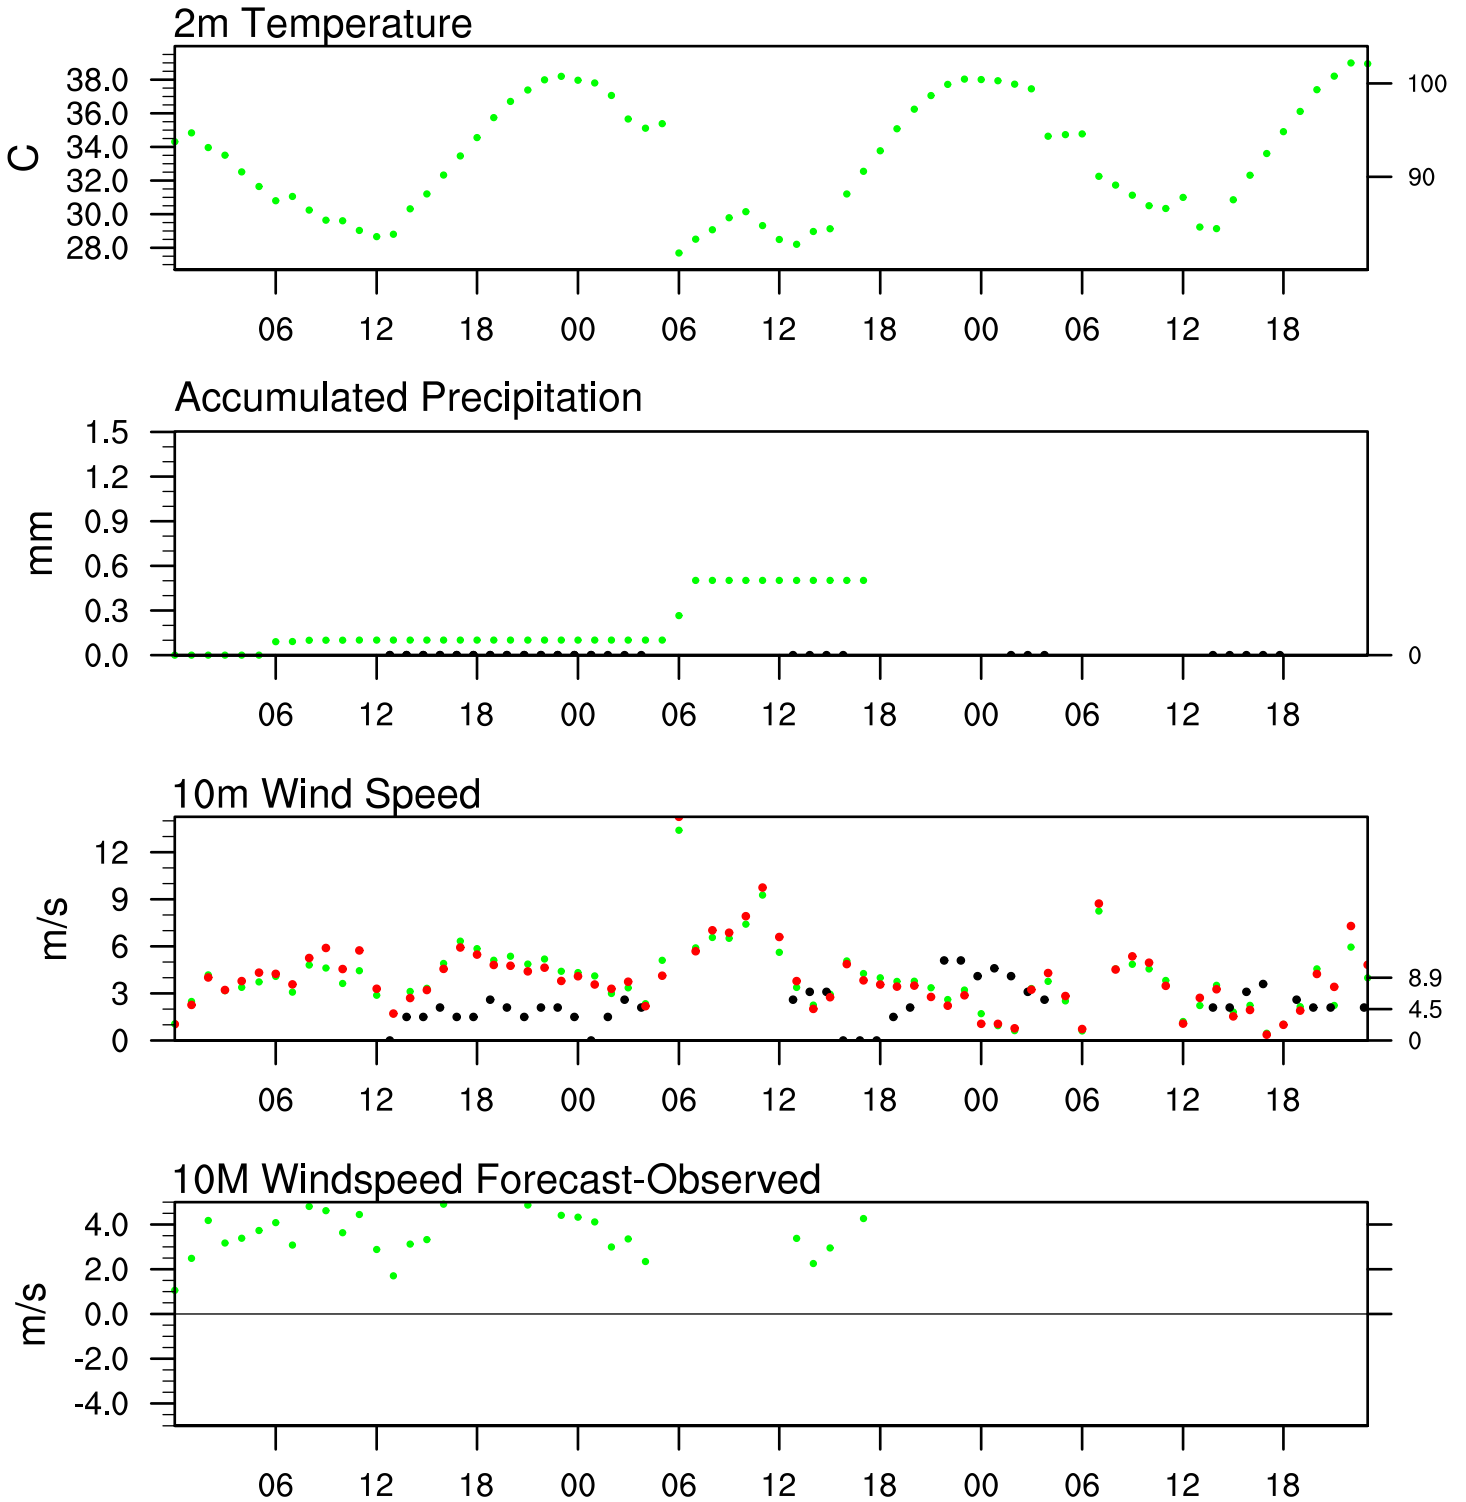 2m Temperature
38.0
36.0
34.0
32.0
30.0
28.0
C
100
90
06 12 18 00 06 12 18 00 06 12 18
Accumulated Precipitation
1.5
1.2
0.9
0.6
0.3
0.0
mm
0
06 12 18 00 06 12 18 00 06 12 18
10m Wind Speed
12
9
6
3
0
m/s
8.9
4.5
0
06 12 18 00 06 12 18 00 06 12 18
10M Windspeed Forecast-Observed
4.0
2.0
0.0
-2.0
-4.0
m/s
06 12 18 00 06 12 18 00 06 12 18